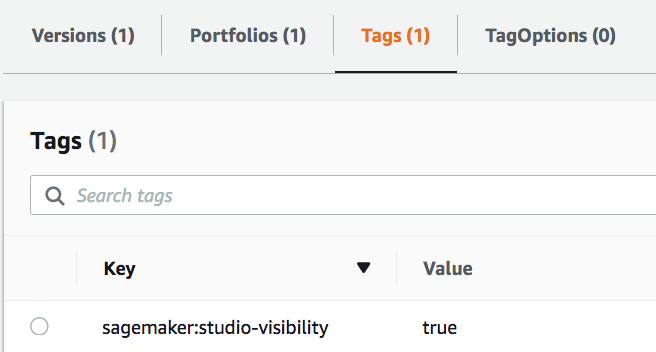 Versions (1) Portfolios (1) Tags (1) TagOptions (0)
Tags (1)
Search tags
Key Value
sagemaker:studio-visibility true